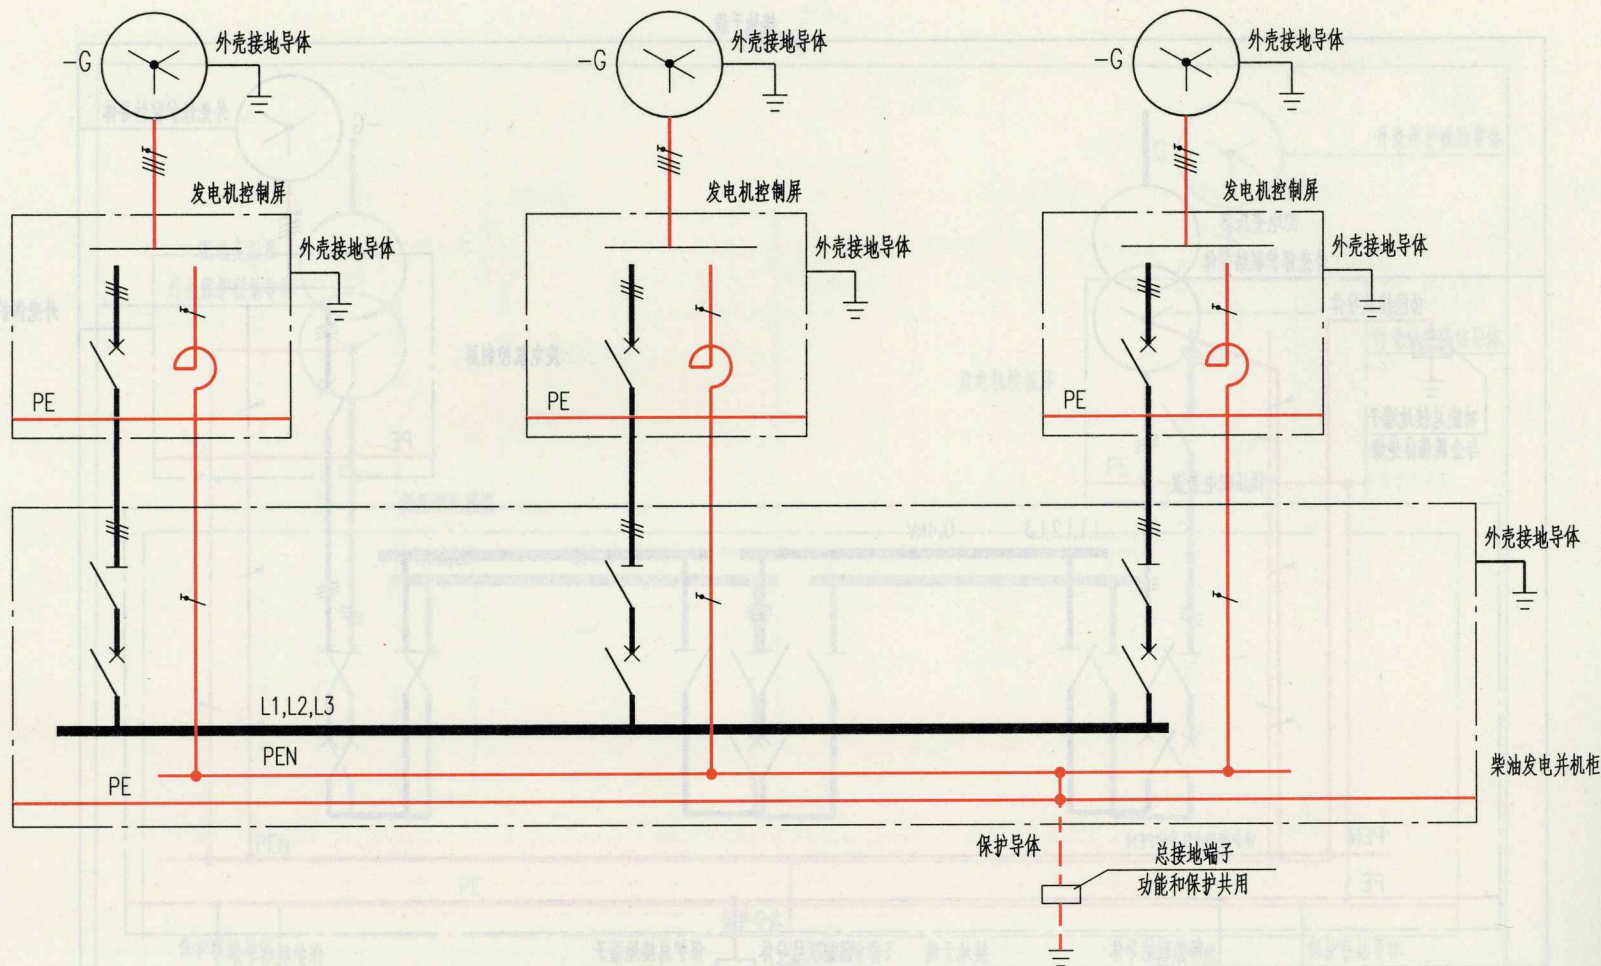 -G
外壳接地导体
-G
外壳接地导体
-G
外壳接地导体
发电机控制屏
发电机控制屏
发电机控制屏
外壳接地导体
外壳接地导体
外壳接地导体
PE
PE
PE
外壳接地导体
L1,L2,L3
PEN
PE
柴油发电并机柜
保护导体
总接地端子
功能和保护共用